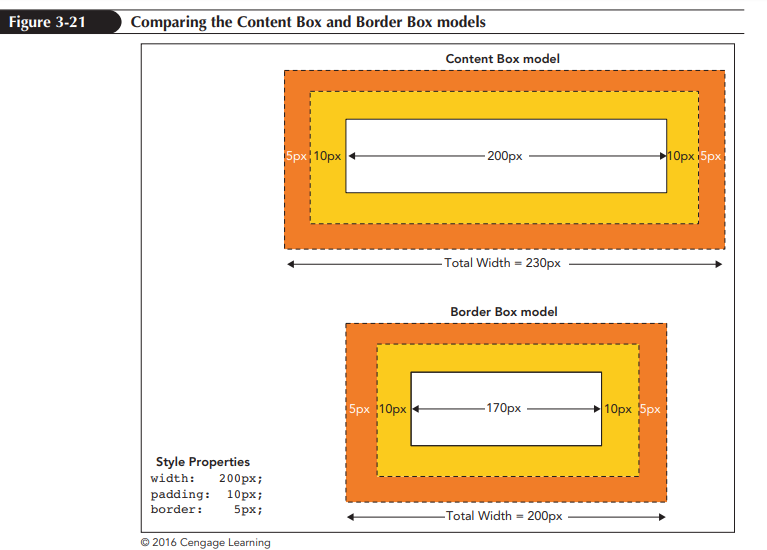 Figure 3-21 Comparing the Content Box and Border Box models
Content Box model
5px 10px 200px 10px 5px
Total Width = 230px
Border Box model
5px 10px 170px 10px 5px
Style Properties
width: 200px;
padding: 10px;
border: 5px;
Total Width = 200px
© 2016 Cengage Learning